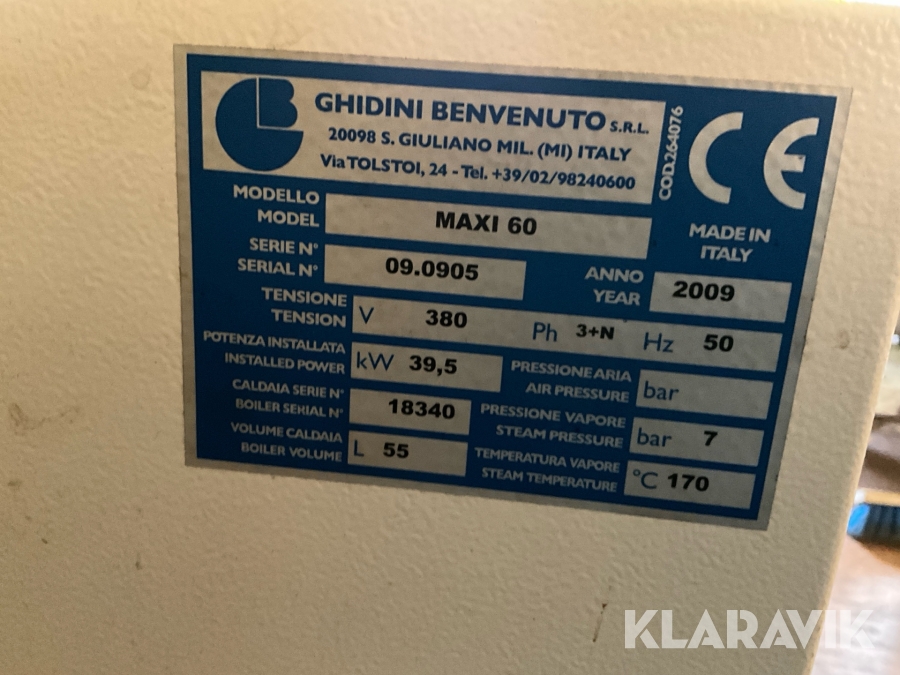 GHIDINI BENVENUTO S.R.L.
20098 S. GIULIANO MIL. (MI) ITALY
Via TOLSTOI, 24 - Tel. +39/02/98240600
COD.264076
CE
MADE IN
ITALY
MODELLO
MODEL
MAXI 60
SERIE N°
SERIAL N°
09.0905
ANNO
YEAR
2009
TENSIONE
TENSION
V 380 Ph 3+N Hz 50
POTENZA INSTALLATA
INSTALLED POWER
kW 39,5
PRESSIONE ARIA
AIR PRESSURE
bar
CALDAIA SERIE N°
BOILER SERIAL N°
18340
PRESSIONE VAPORE
STEAM PRESSURE
bar 7
VOLUME CALDAIA
BOILER VOLUME
L 55
TEMPERATURA VAPORE
STEAM TEMPERATURE
°C 170
KLARAVIK